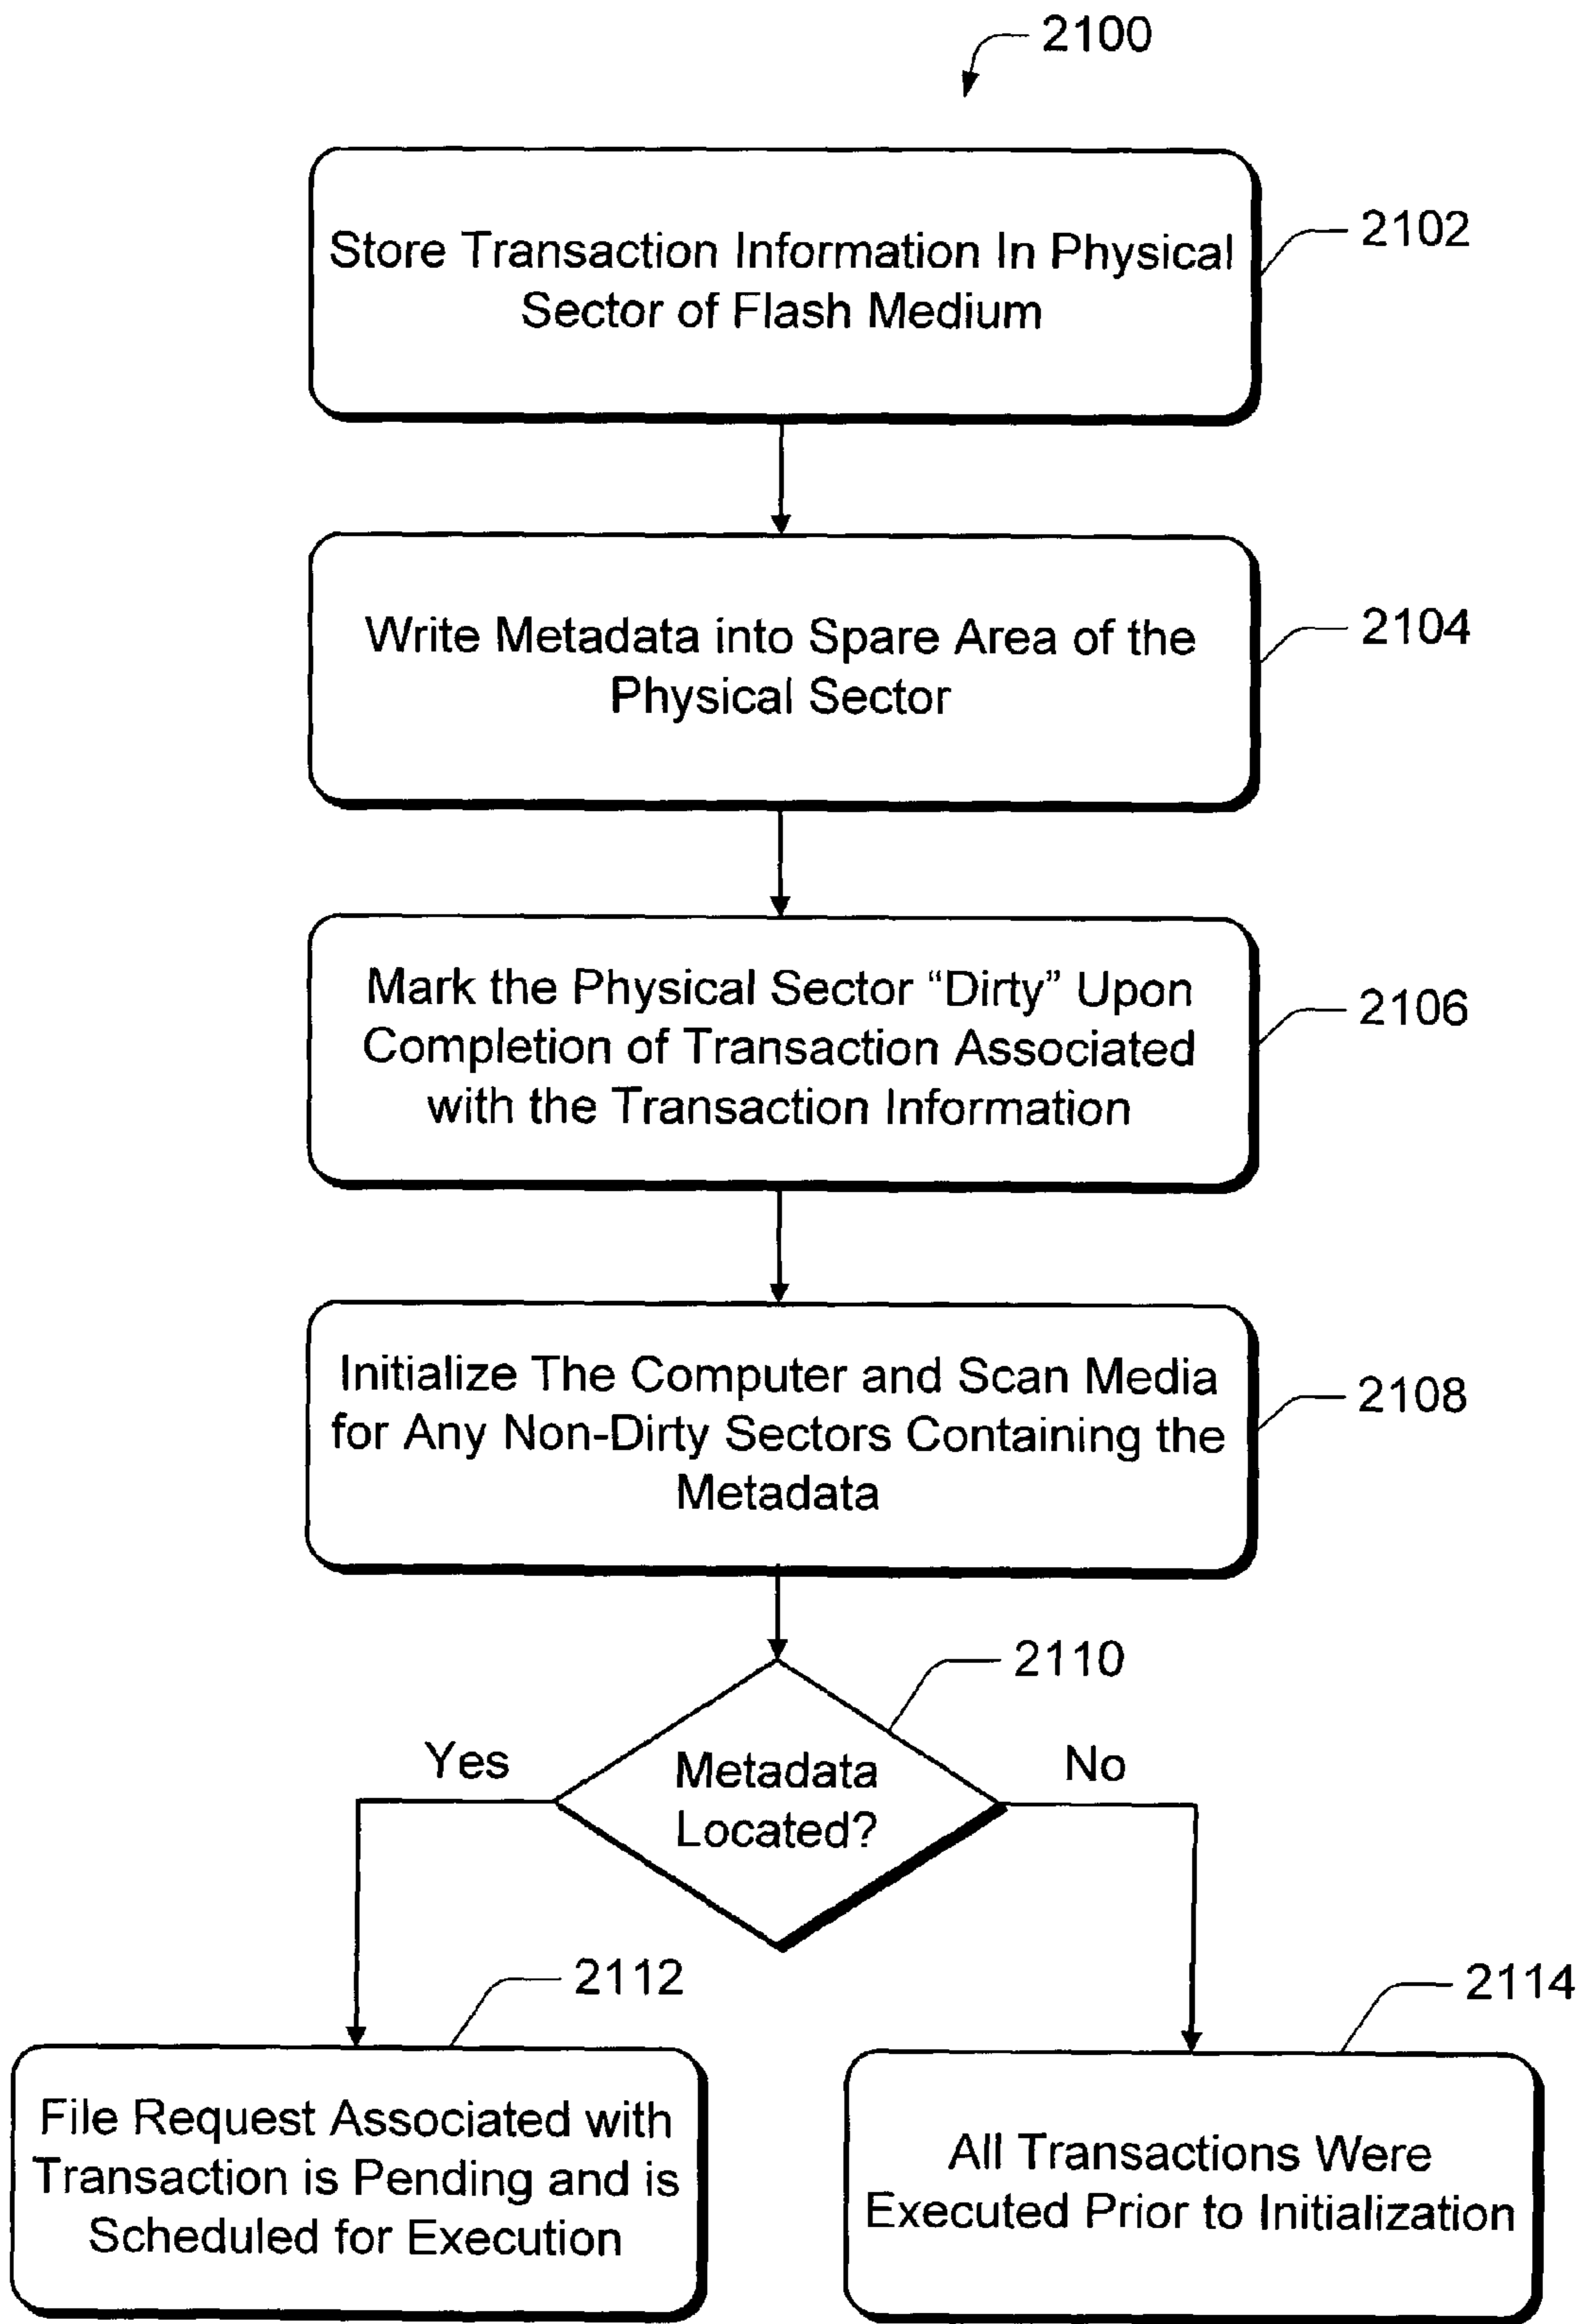 2100
Store Transaction Information In Physical
Sector of Flash Medium
2102
Write Metadata into Spare Area of the
Physical Sector
2104
Mark the Physical Sector “Dirty” Upon
Completion of Transaction Associated
with the Transaction Information
2106
Initialize The Computer and Scan Media
for Any Non-Dirty Sectors Containing the
Metadata
2108
2110
Yes
Metadata
Located?
No
2112
File Request Associated with
Transaction is Pending and is
Scheduled for Execution
2114
All Transactions Were
Executed Prior to Initialization